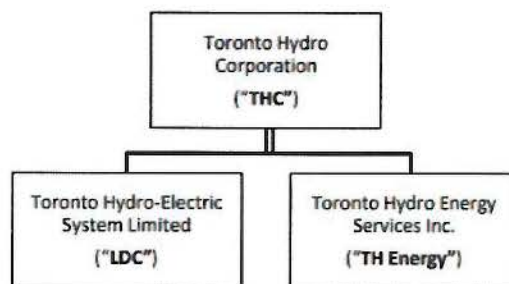 Toronto Hydro
Corporation
("THC")
Toronto Hydro-Electric
System Limited
("LDC")
Toronto Hydro Energy
Services Inc.
("TH Energy")